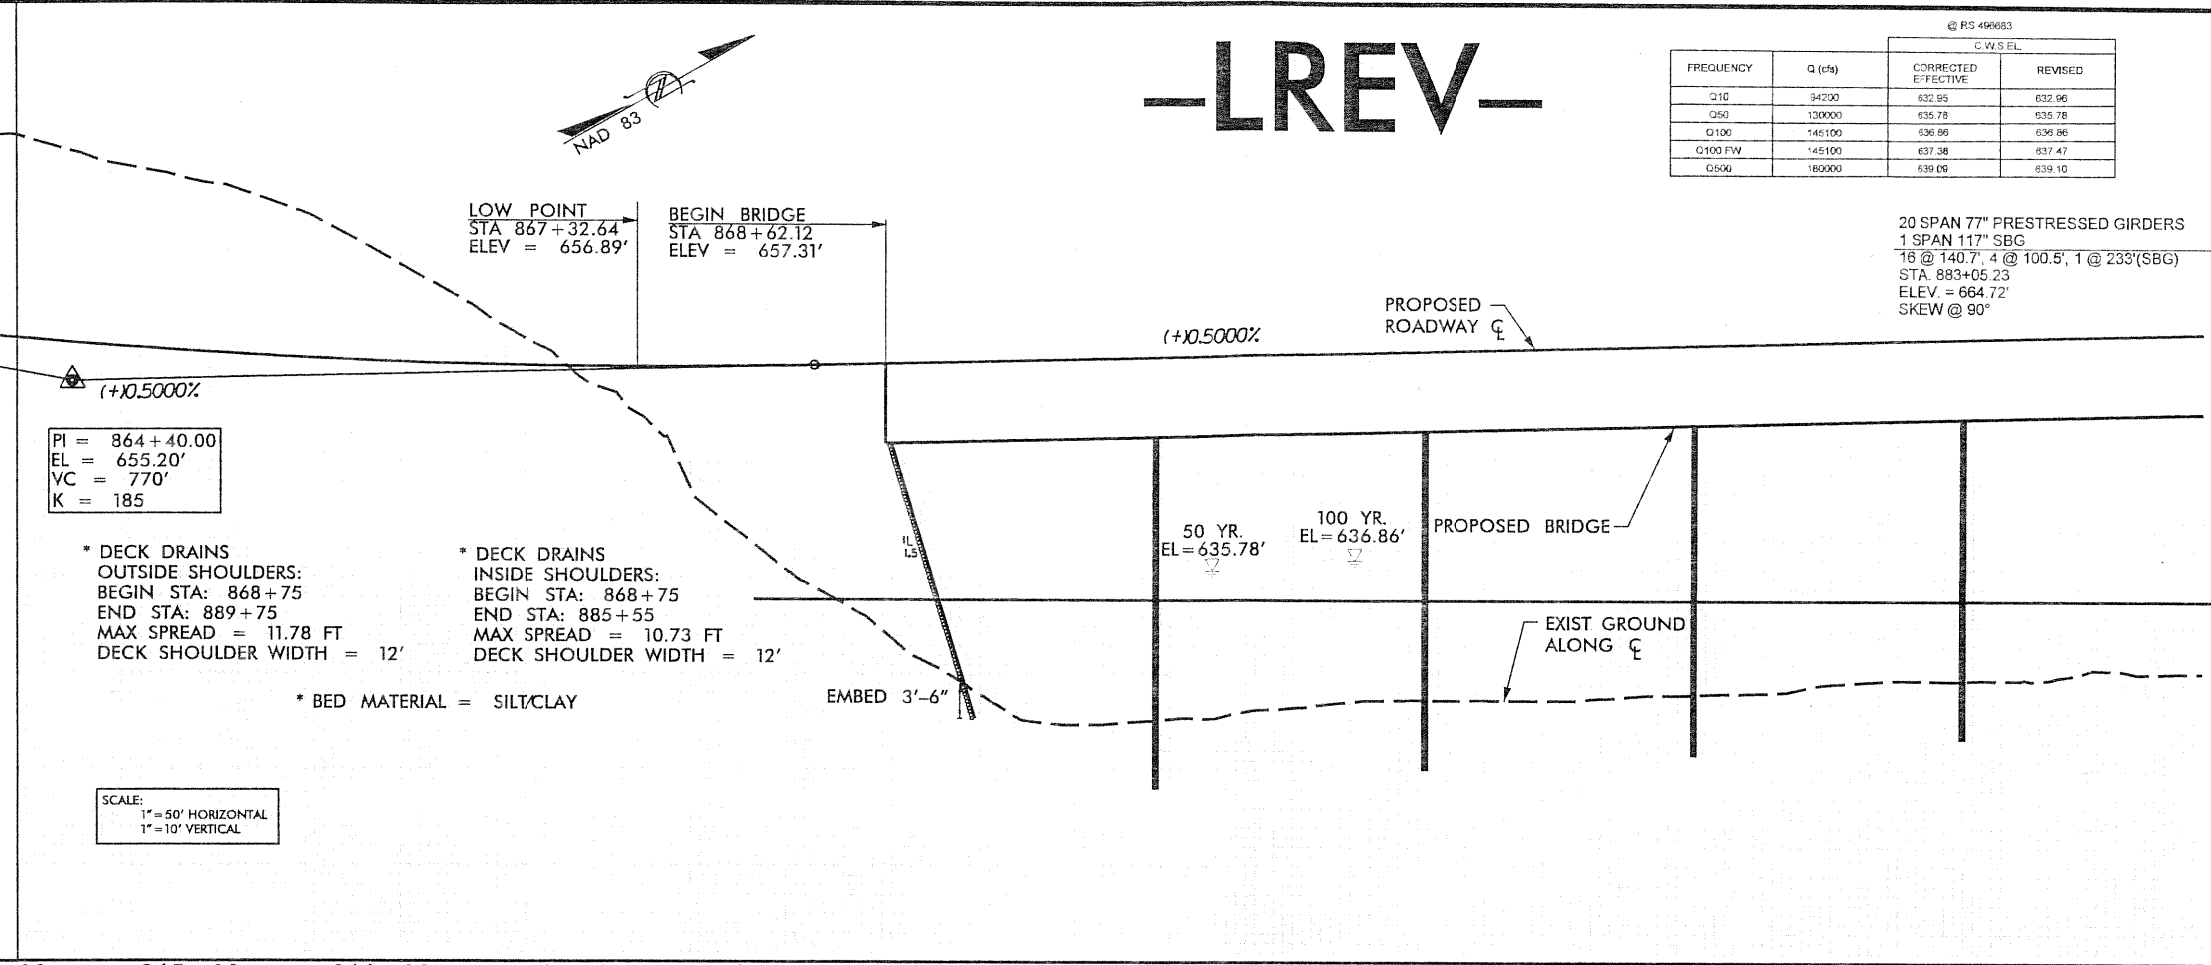 @ RS 496683
–LREV–
C.W.S.EL.
FREQUENCY Q (cfs) CORRECTED EFFECTIVE REVISED
Q10 94200 632.95 632.96
Q50 130000 635.78 635.78
Q100 145100 636.86 636.86
Q100 FW 145100 637.38 637.47
Q500 180000 639.09 639.10
NAD 83
LOW POINT
STA 867+32.64
ELEV = 656.89'
BEGIN BRIDGE
STA 868+62.12
ELEV = 657.31'
20 SPAN 77" PRESTRESSED GIRDERS
1 SPAN 117" SBG
16 @ 140.7', 4 @ 100.5', 1 @ 233'(SBG)
STA. 883+05.23
ELEV. = 664.72'
SKEW @ 90°
PROPOSED
ROADWAY ℄
(+)0.5000%
(+)0.5000%
PI = 864+40.00
EL = 655.20'
VC = 770'
K = 185
50 YR.
EL=635.78'
100 YR.
EL=636.86'
PROPOSED BRIDGE
1.5
* DECK DRAINS
OUTSIDE SHOULDERS:
BEGIN STA: 868+75
END STA: 889+75
MAX SPREAD = 11.78 FT
DECK SHOULDER WIDTH = 12'
* DECK DRAINS
INSIDE SHOULDERS:
BEGIN STA: 868+75
END STA: 885+55
MAX SPREAD = 10.73 FT
DECK SHOULDER WIDTH = 12'
EXIST GROUND
ALONG ℄
* BED MATERIAL = SILT/CLAY
EMBED 3'–6"
SCALE:
1"=50' HORIZONTAL
1"=10' VERTICAL